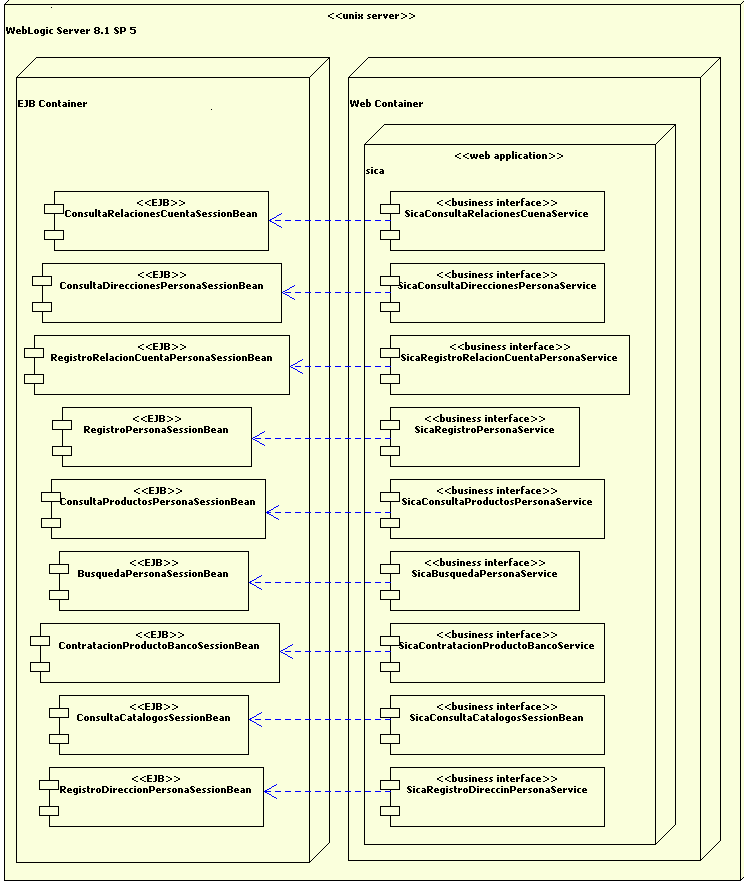 <<unix server>>
WebLogic Server 8.1 SP 5
EJB Container
Web Container
<<web application>>
sica
<<EJB>>
ConsultaRelacionesCuentaSessionBean
<<business interface>>
SicaConsultaRelacionesCuenaService
<<EJB>>
ConsultaDireccionesPersonaSessionBean
<<business interface>>
SicaConsultaDireccionesPersonaService
<<EJB>>
RegistroRelacionCuentaPersonaSessionBean
<<business interface>>
SicaRegistroRelacionCuentaPersonaService
<<EJB>>
RegistroPersonaSessionBean
<<business interface>>
SicaRegistroPersonaService
<<EJB>>
ConsultaProductosPersonaSessionBean
<<business interface>>
SicaConsultaProductosPersonaService
<<EJB>>
BusquedaPersonaSessionBean
<<business interface>>
SicaBusquedaPersonaService
<<EJB>>
ContratacionProductoBancoSessionBean
<<business interface>>
SicaContratacionProductoBancoService
<<EJB>>
ConsultaCatalogosSessionBean
<<business interface>>
SicaConsultaCatalogosSessionBean
<<EJB>>
RegistroDireccionPersonaSessionBean
<<business interface>>
SicaRegistroDireccinPersonaService